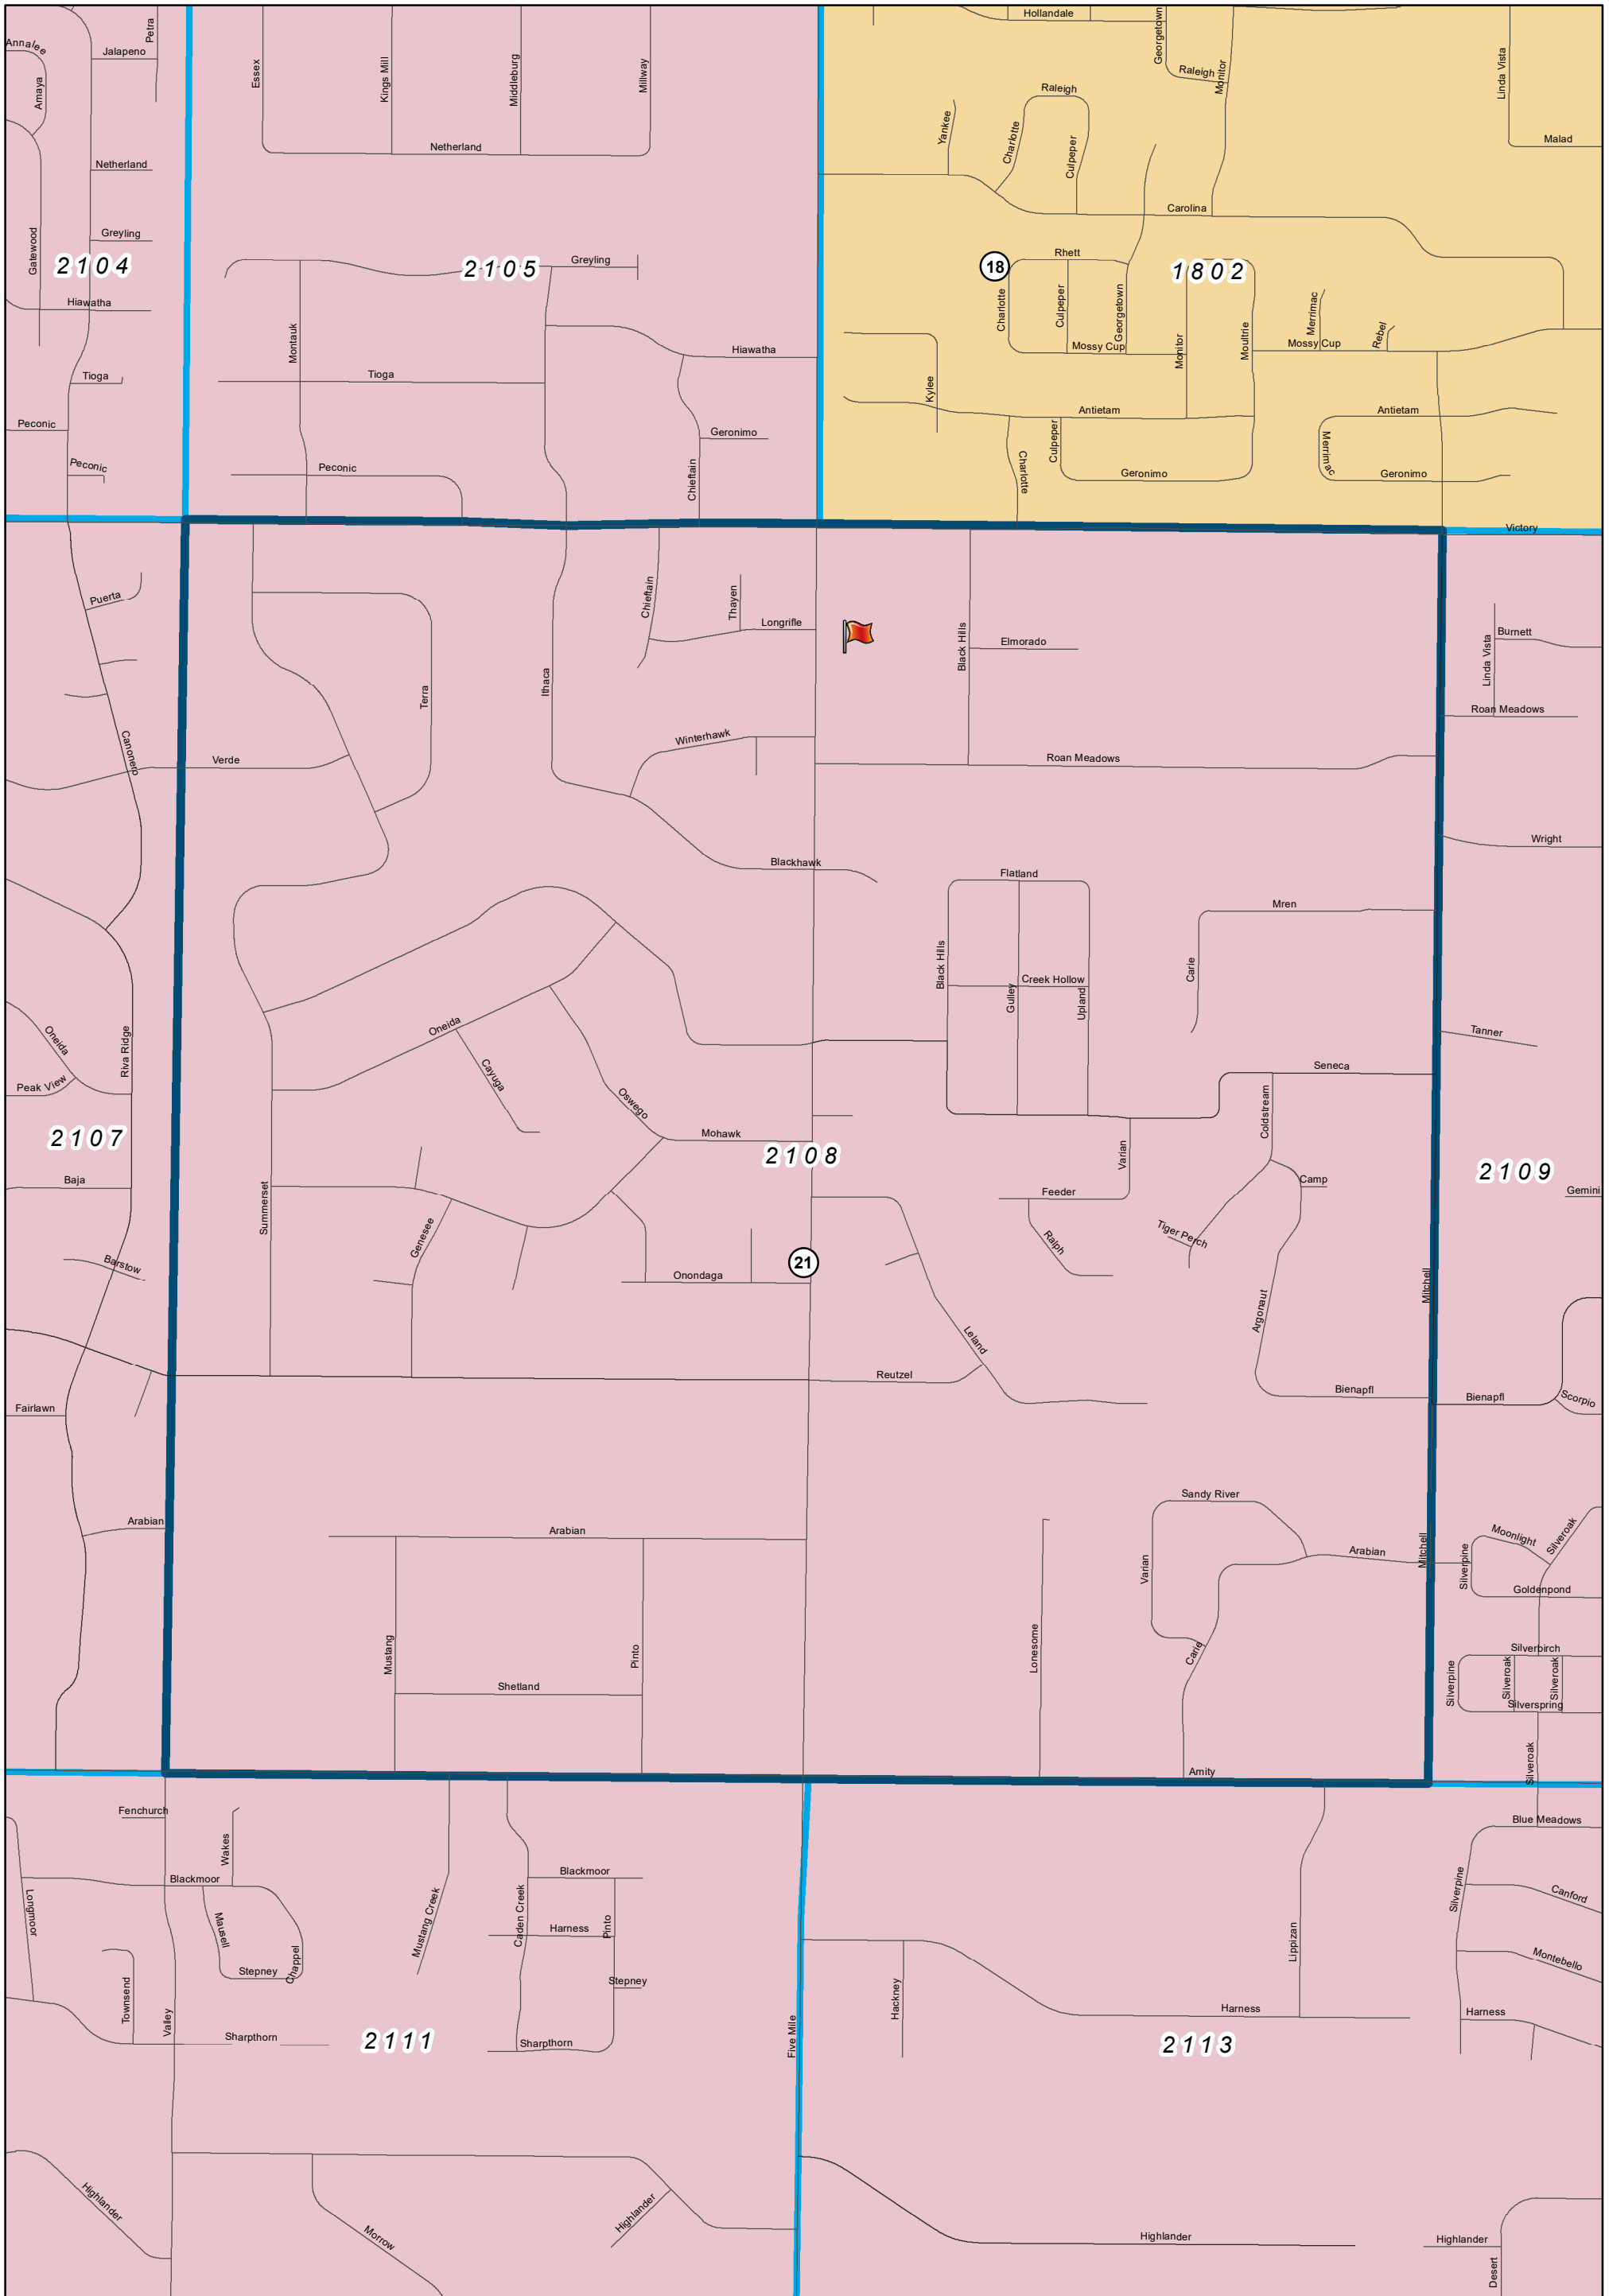 Hollandale
Georgetown
Petra
Annalee
Jalapeno
Amaya
Essex
Kings Mill
Middleburg
Millway
Raleigh
Monitor
Linda Vista
Raleigh
Yankee
Charlotte
Culpeper
Malad
Netherland
Netherland
Carolina
Greyling
Gatewood
2104
2105
Greyling
18
Rhett
1802
Hiawatha
Charlotte
Culpeper
Georgetown
Merrimac
Montauk
Hiawatha
Mossy Cup
Monitor
Moultrie
Mossy Cup
Rebel
Tioga
Tioga
Kylee
Peconic
Antietam
Antietam
Geronimo
Culpeper
Merrimac
Peconic
Peconic
Chieftain
Charlotte
Geronimo
Geronimo
Victory
Puerta
Chieftain
Thayen
Longrifle
Black Hills
Elmorado
Burnett
Linda Vista
Terra
Ithaca
Roan Meadows
Canonero
Verde
Winterhawk
Roan Meadows
Wright
Blackhawk
Flatland
Mren
Black Hills
Creek Hollow
Carie
Gulley
Upland
Oneida
Oneida
Riva Ridge
Tanner
Peak View
Cayuga
Oswego
Seneca
Coldstream
2107
Mohawk
2108
Varian
2109
Baja
Camp
Feeder
Gemini
Summerset
Genesee
Ralph
Tiger Perch
Barstow
21
Onondaga
Mitchell
Argonaut
Leland
Reutzel
Bienapfl
Bienapfl
Scorpio
Fairlawn
Sandy River
Arabian
Arabian
Arabian
Mitchell
Moonlight
Silveroak
Silverpine
Varian
Goldenpond
Mustang
Pinto
Lonesome
Carie
Silverbirch
Silverpine
Silveroak
Silveroak
Shetland
Silverspring
Amity
Silveroak
Fenchurch
Blue Meadows
Wakes
Blackmoor
Blackmoor
Silverpine
Canford
Longmoor
Mausell
Chappel
Mustang Creek
Caden Creek
Harness
Pinto
Lippizan
Montebello
Stepney
Stepney
Townsend
Hackney
Harness
Harness
Valley
Sharpthorn
2111
Sharpthorn
Five Mile
2113
Highlander
Morrow
Highlander
Highlander
Highlander
Desert